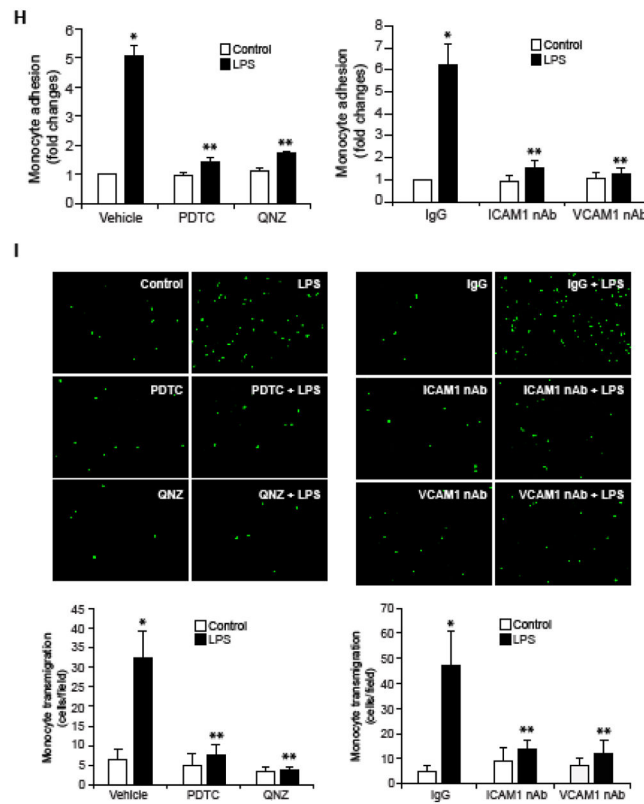 H
Monocyte adhesion
(fold changes)
6
5
4
3
2
1
0
*
**
**
Control
LPS
Vehicle
PDTC
QNZ
Monocyte adhesion
(fold changes)
8
7
6
5
4
3
2
1
0
*
**
**
Control
LPS
IgG
ICAM1 nAb
VCAM1 nAb
I
Control
LPS
PDTC
PDTC + LPS
QNZ
QNZ + LPS
IgG
IgG + LPS
ICAM1 nAb
ICAM1 nAb + LPS
VCAM1 nAb
VCAM1 nAb + LPS
Monocyte transmigration
(cells/field)
45
40
35
30
25
20
15
10
5
0
*
**
**
Control
LPS
Vehicle
PDTC
QNZ
Monocyte transmigration
(cells/field)
70
60
50
40
30
20
10
0
*
**
**
Control
LPS
IgG
ICAM1 nAb
VCAM1 nAb